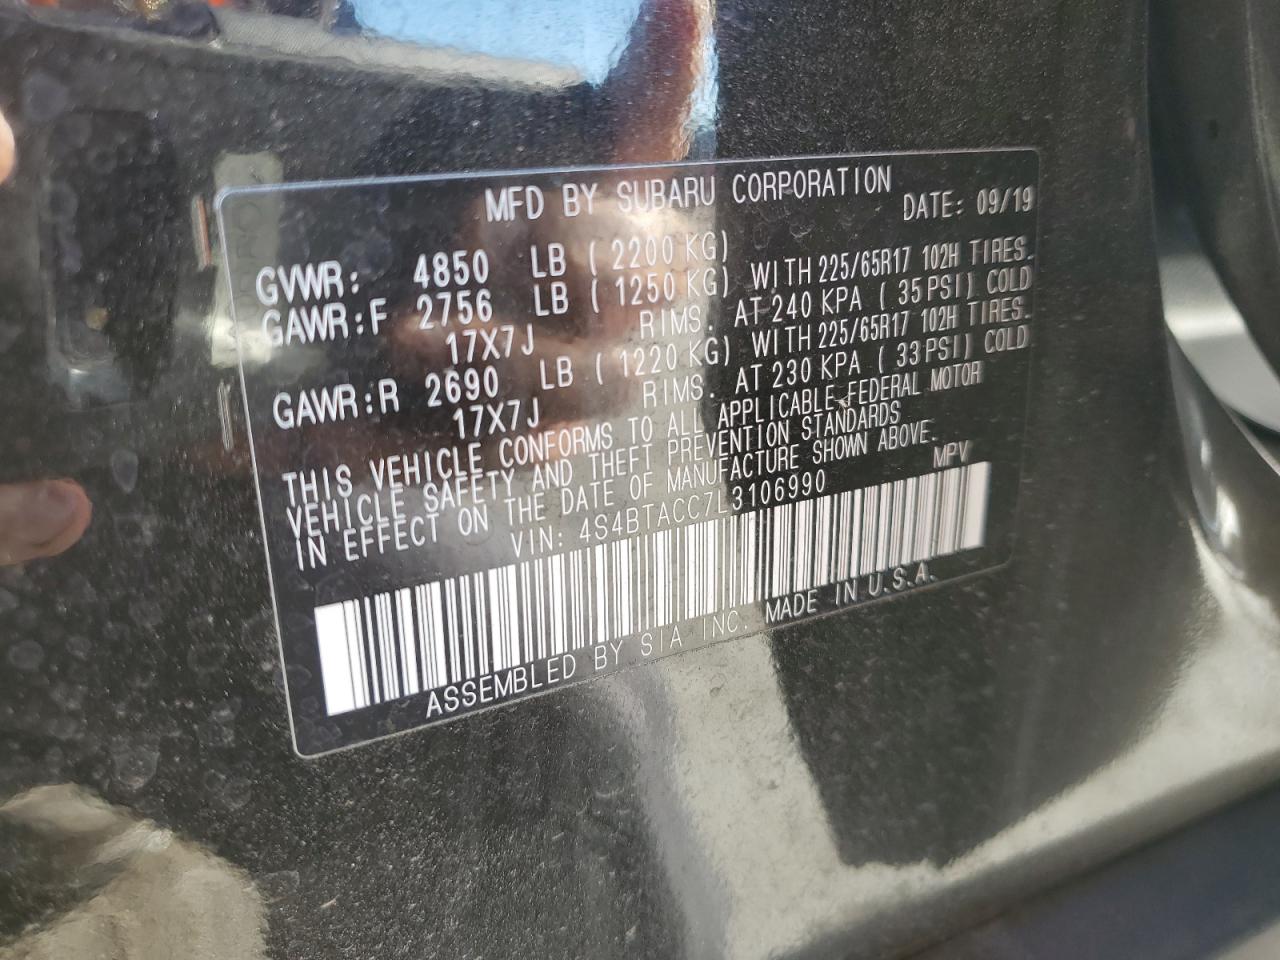 MFD BY SUBARU CORPORATION DATE: 09/19
GVWR: 4850 LB ( 2200 KG)
GAWR:F 2756 LB ( 1250 KG) WITH 225/65R17 102H TIRES.
17X7J RIMS. AT 240 KPA ( 35PSI) COLD
GAWR:R 2690 LB ( 1220 KG) WITH 225/65R17 102H TIRES.
17X7J RIMS. AT 230 KPA ( 33PSI) COLD
THIS VEHICLE CONFORMS TO ALL APPLICABLE FEDERAL MOTOR
VEHICLE SAFETY AND THEFT PREVENTION STANDARDS
IN EFFECT ON THE DATE OF MANUFACTURE SHOWN ABOVE.
VIN: 4S4BTACC7L3106990 MPV
ASSEMBLED BY SIA INC. MADE IN U.S.A.